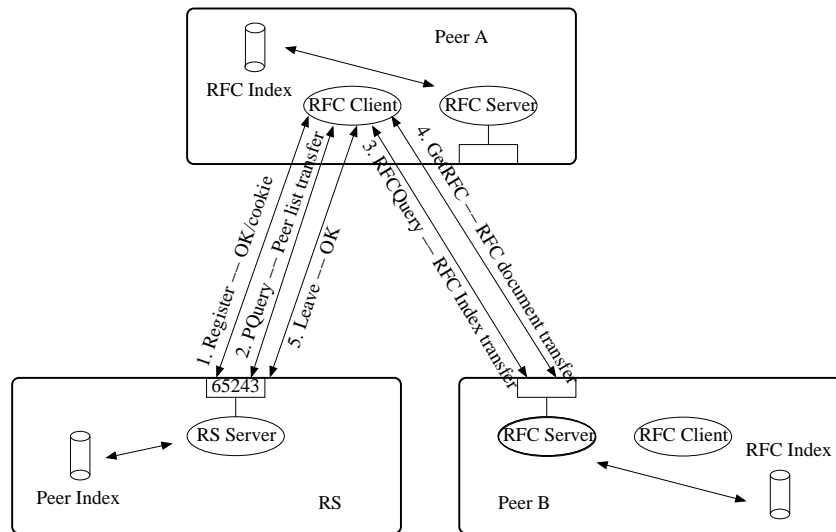 Peer A
RFC Index
RFC Client
RFC Server
1. Register ---- OK/cookie
2. PQuery ---- Peer list transfer
5. Leave ---- OK
3. RFCQuery ---- RFC Index transfer
4. GetRFC ---- RFC document transfer
65243
RS Server
Peer Index
RS
RFC Server
RFC Client
RFC Index
Peer B